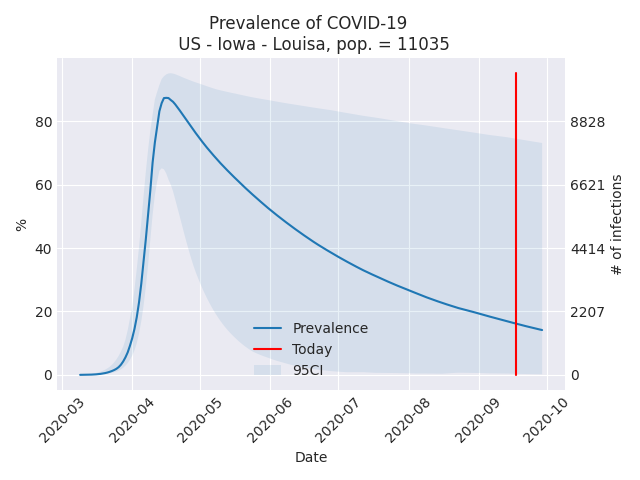 Prevalence of COVID-19
US - Iowa - Louisa, pop. = 11035
%
80
60
40
20
0
8828
6621
4414
2207
0
# of infections
Prevalence
Today
95CI
2020-03
2020-04
2020-05
2020-06
2020-07
2020-08
2020-09
2020-10
Date